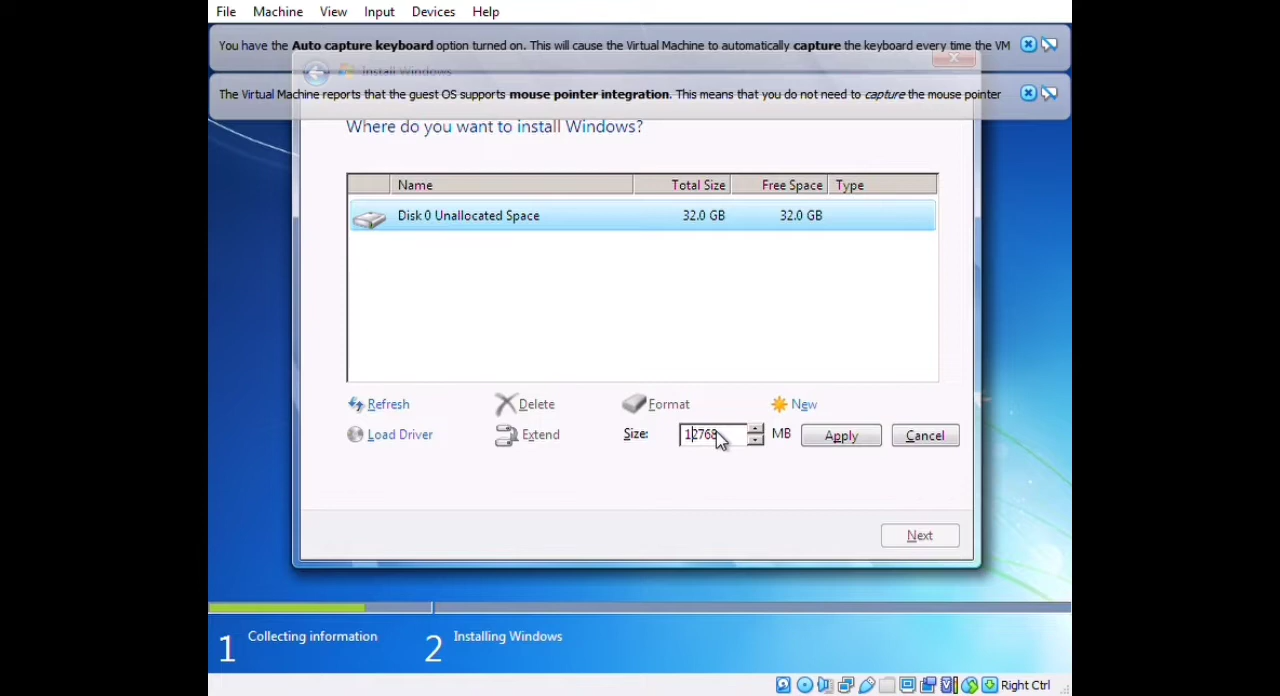 File Machine View Input Devices Help
You have the Auto capture keyboard option turned on. This will cause the Virtual Machine to automatically capture the keyboard every time the VM
Install Windows
The Virtual Machine reports that the guest OS supports mouse pointer integration. This means that you do not need to capture the mouse pointer
Where do you want to install Windows?
Name Total Size Free Space Type
Disk 0 Unallocated Space 32.0 GB 32.0 GB
Refresh Delete Format New
Load Driver Extend Size: 12768 MB Apply Cancel
Next
1 Collecting information 2 Installing Windows
Right Ctrl